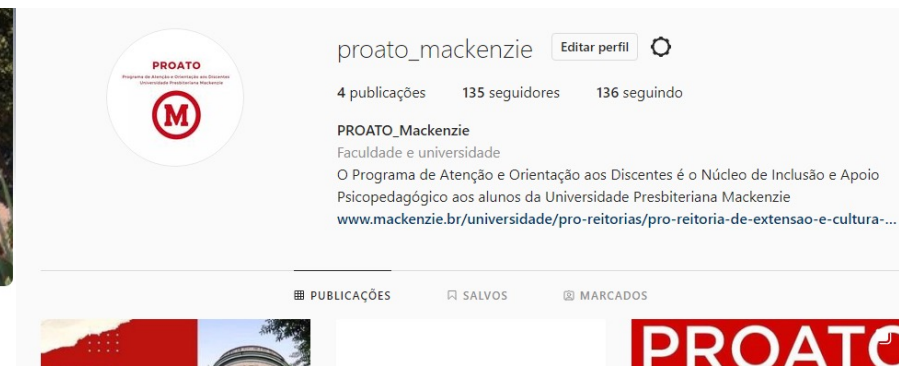 PROATO
Programa de Atenção e Orientação aos Discentes
Universidade Presbiteriana Mackenzie
M
proato_mackenzie Editar perfil
4 publicações 135 seguidores 136 seguindo
PROATO_Mackenzie
Faculdade e universidade
O Programa de Atenção e Orientação aos Discentes é o Núcleo de Inclusão e Apoio
Psicopedagógico aos alunos da Universidade Presbiteriana Mackenzie
www.mackenzie.br/universidade/pro-reitorias/pro-reitoria-de-extensao-e-cultura-...
PUBLICAÇÕES SALVOS MARCADOS
PROATO